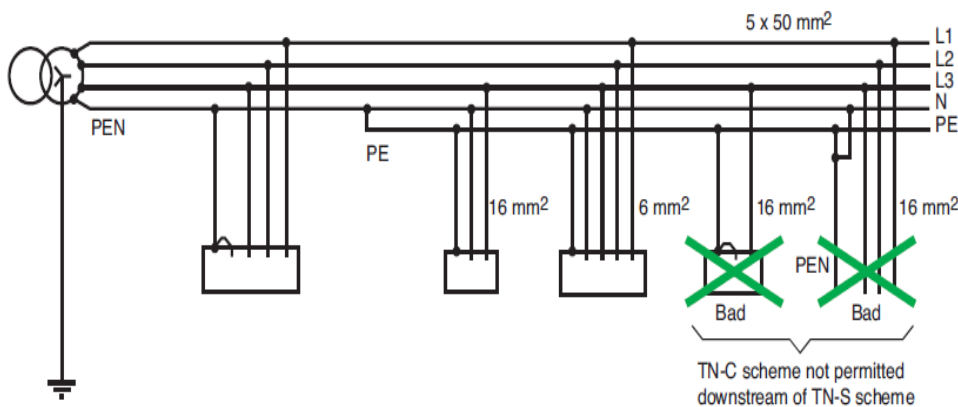 5 x 50 mm²
L1
L2
L3
N
PE
PEN
PE
16 mm²
6 mm²
16 mm²
16 mm²
PEN
Bad
Bad
TN-C scheme not permitted
downstream of TN-S scheme